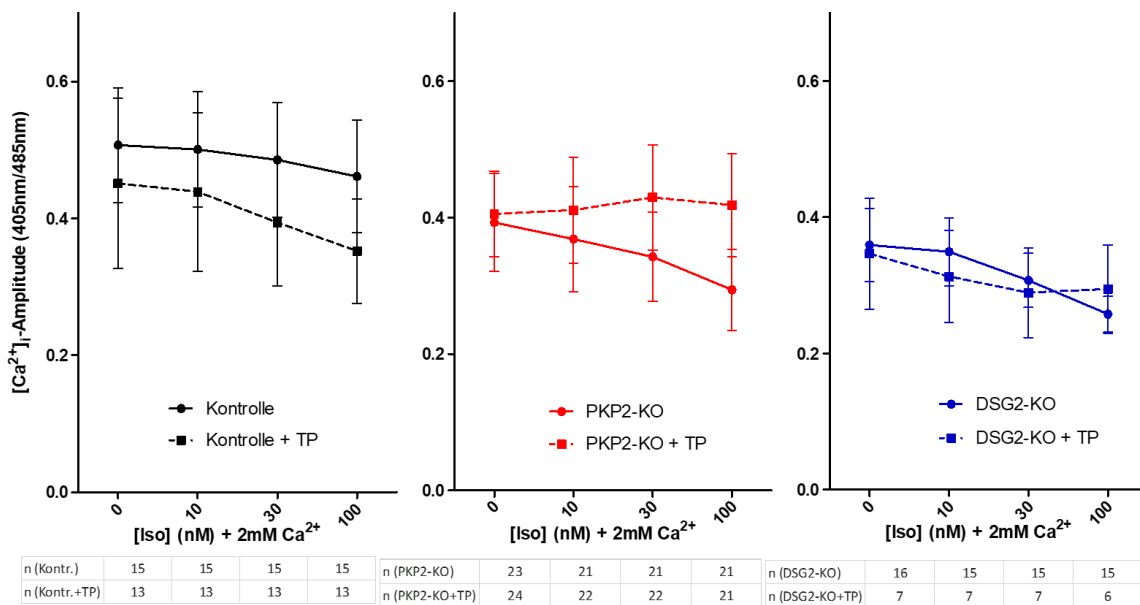 [Ca²⁺]ᵢ-Amplitude (405nm/485nm)
0.6
0.4
0.2
0.0
Kontrolle
Kontrolle + TP
0 10 30 100
[Iso] (nM) + 2mM Ca²⁺
0.6
0.4
0.2
0.0
PKP2-KO
PKP2-KO + TP
0 10 30 100
[Iso] (nM) + 2mM Ca²⁺
0.6
0.4
0.2
0.0
DSG2-KO
DSG2-KO + TP
0 10 30 100
[Iso] (nM) + 2mM Ca²⁺
n (Kontr.) 15 15 15 15
n (Kontr.+TP) 13 13 13 13
n (PKP2-KO) 23 21 21 21
n (PKP2-KO+TP) 24 22 22 21
n (DSG2-KO) 16 15 15 15
n (DSG2-KO+TP) 7 7 7 6